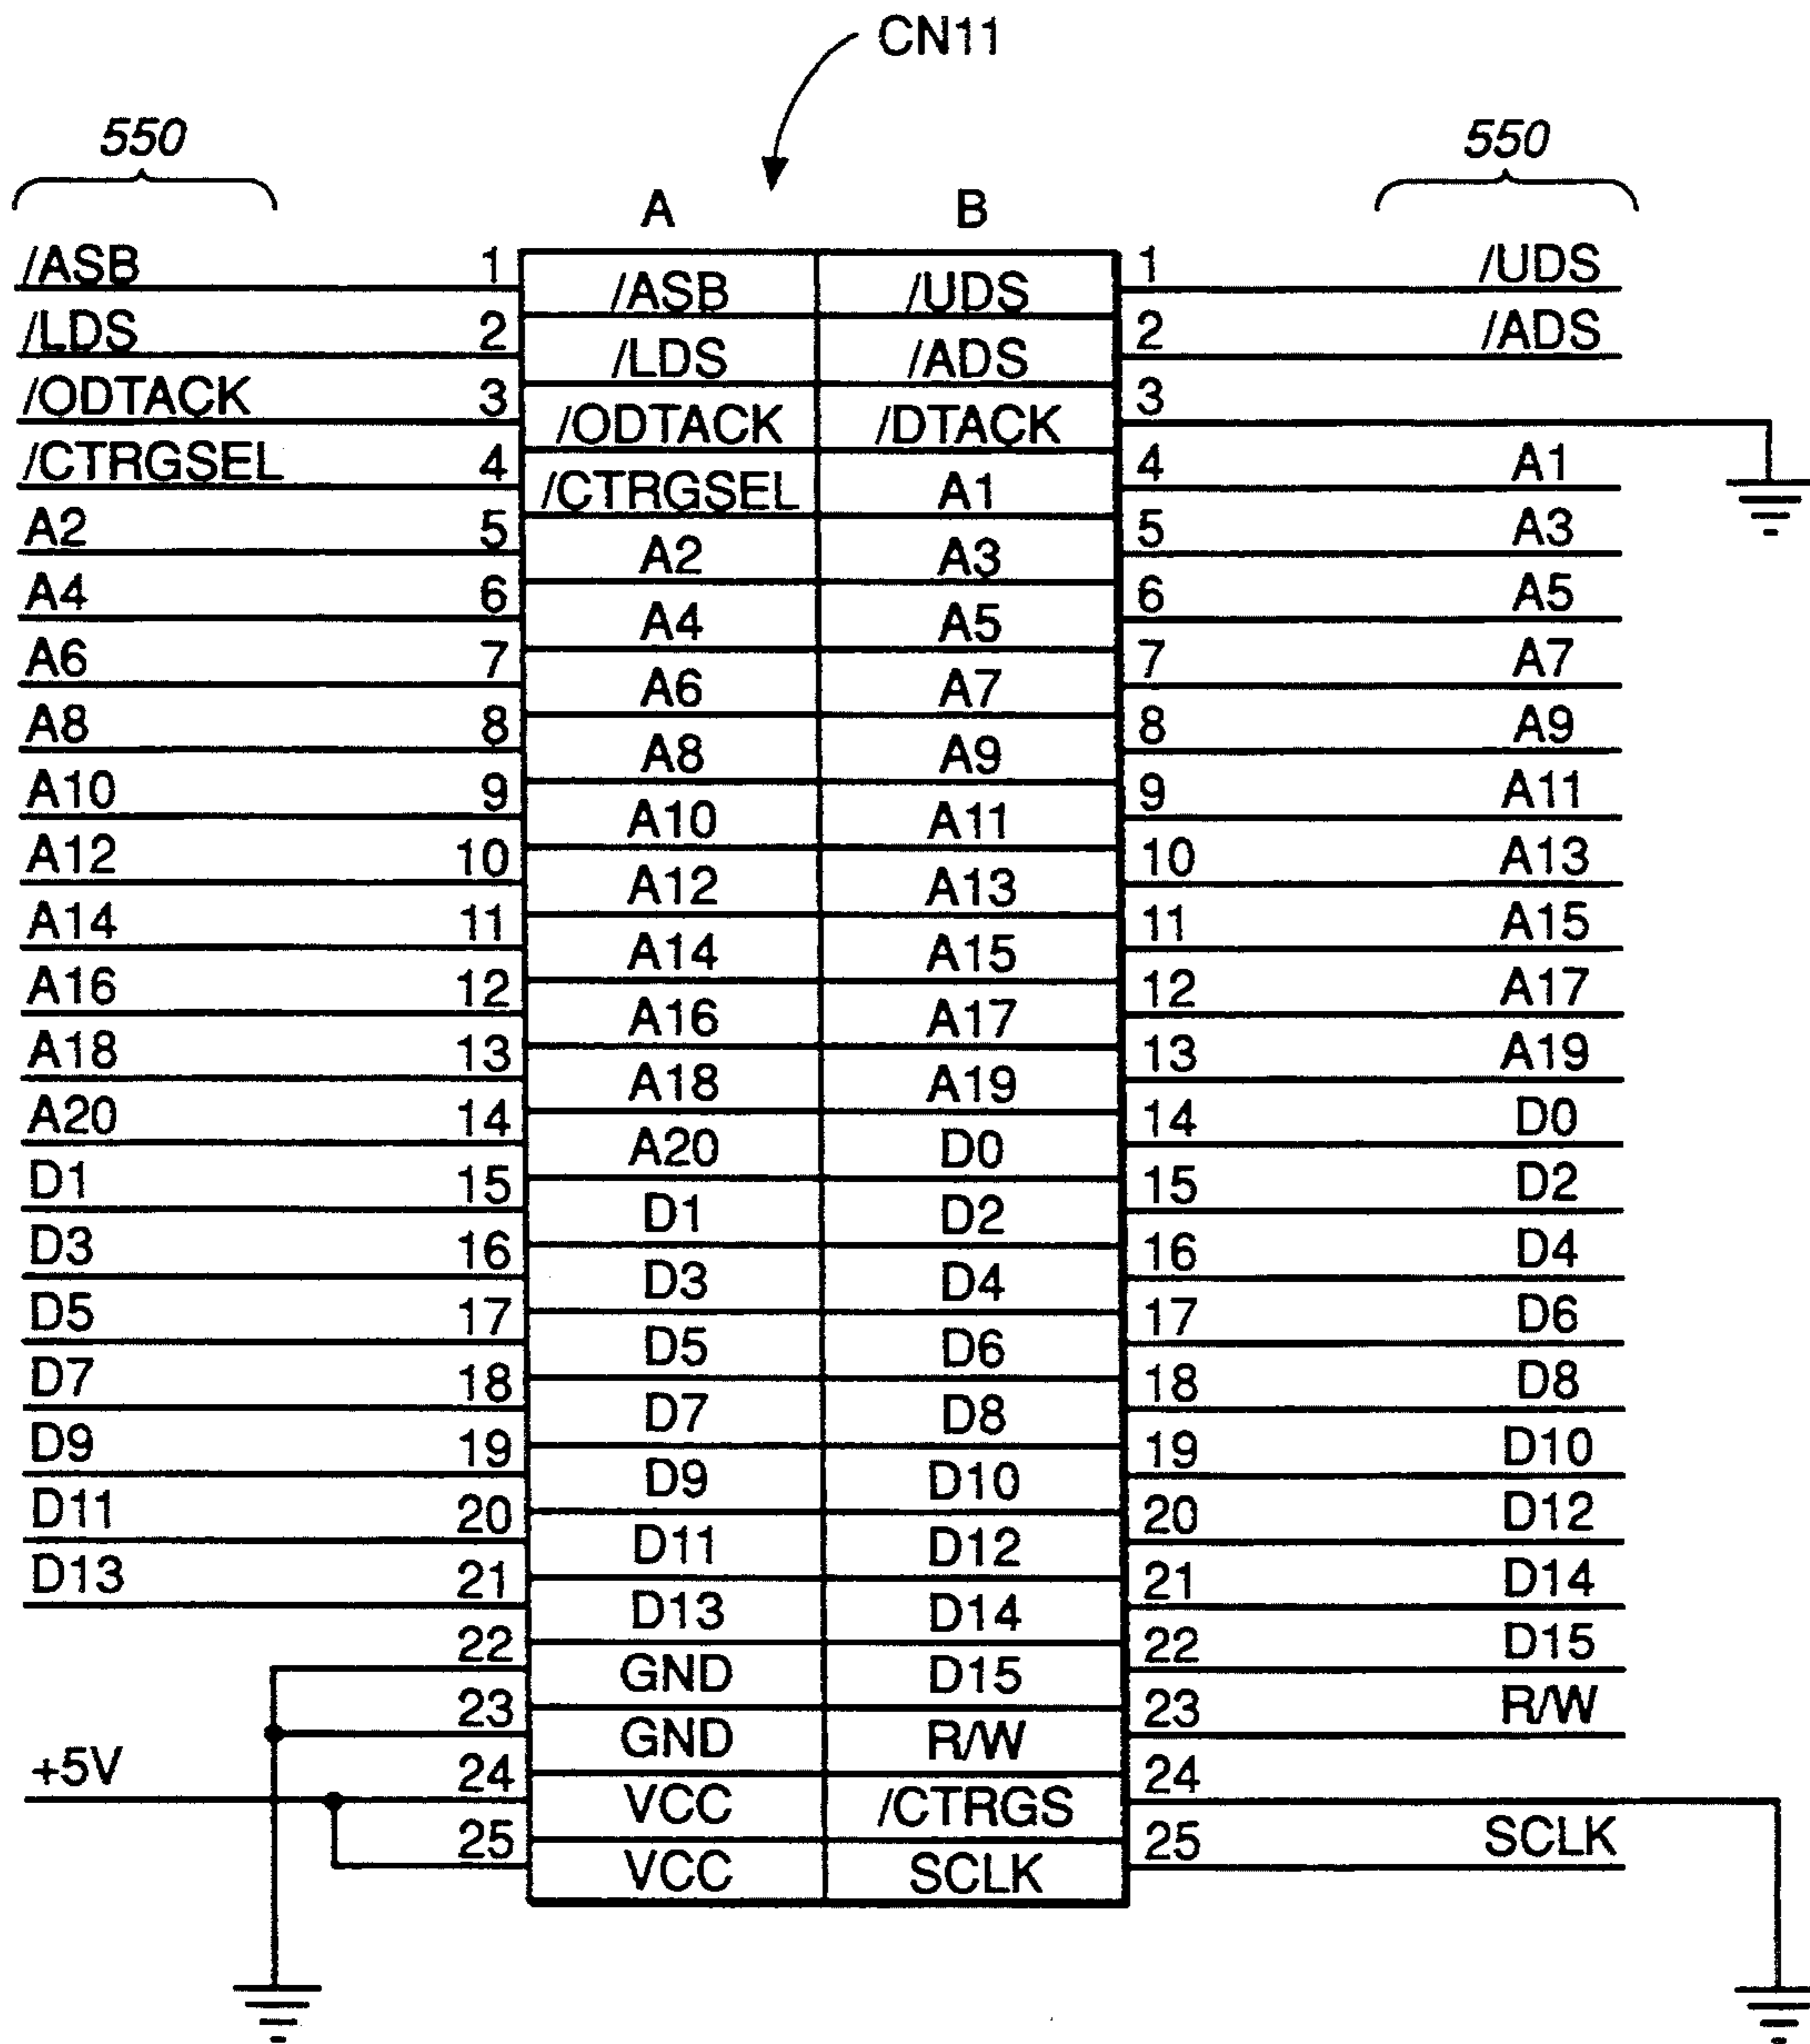 CN11
550 550
A B
/ASB 1 /ASB /UDS 1 /UDS
/LDS 2 /LDS /ADS 2 /ADS
/ODTACK 3 /ODTACK /DTACK 3
/CTRGSEL 4 /CTRGSEL A1 4 A1
A2 5 A2 A3 5 A3
A4 6 A4 A5 6 A5
A6 7 A6 A7 7 A7
A8 8 A8 A9 8 A9
A10 9 A10 A11 9 A11
A12 10 A12 A13 10 A13
A14 11 A14 A15 11 A15
A16 12 A16 A17 12 A17
A18 13 A18 A19 13 A19
A20 14 A20 D0 14 D0
D1 15 D1 D2 15 D2
D3 16 D3 D4 16 D4
D5 17 D5 D6 17 D6
D7 18 D7 D8 18 D8
D9 19 D9 D10 19 D10
D11 20 D11 D12 20 D12
D13 21 D13 D14 21 D14
22 GND D15 22 D15
23 GND R/W 23 R/W
+5V 24 VCC /CTRGS 24
25 VCC SCLK 25 SCLK